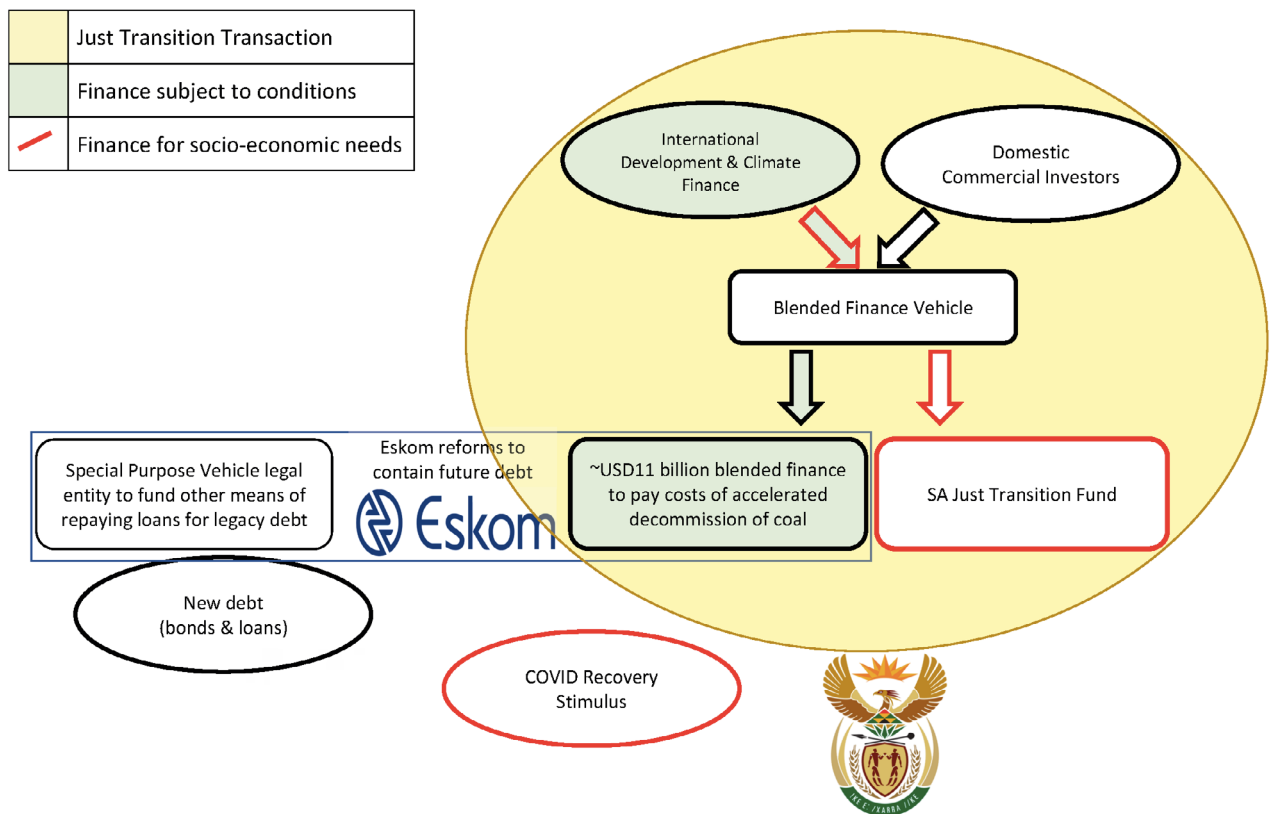 Just Transition Transaction
Finance subject to conditions
Finance for socio-economic needs
International
Development & Climate
Finance
Domestic
Commercial Investors
Blended Finance Vehicle
Special Purpose Vehicle legal
entity to fund other means of
repaying loans for legacy debt
Eskom reforms to
contain future debt
Eskom
~USD11 billion blended finance
to pay costs of accelerated
decommission of coal
SA Just Transition Fund
New debt
(bonds & loans)
COVID Recovery
Stimulus
!KE E: /XARRA //KE